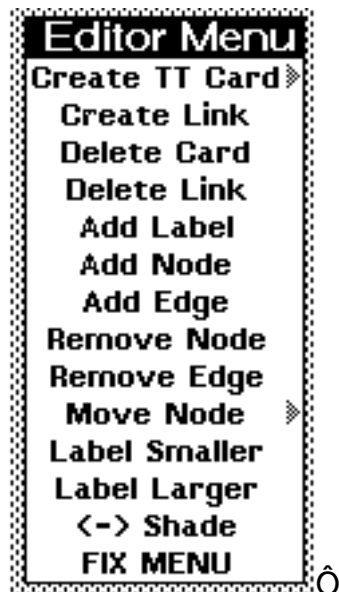 Editor Menu
Create TT Card
Create Link
Delete Card
Delete Link
Add Label
Add Node
Add Edge
Remove Node
Remove Edge
Move Node
Label Smaller
Label Larger
<-> Shade
FIX MENU
Ô